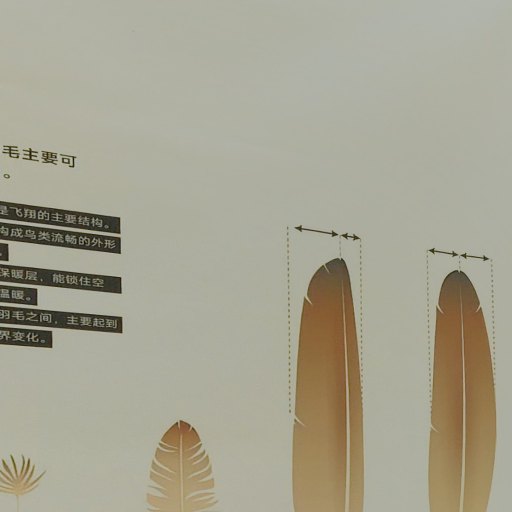 毛主要可
。
是飞翔的主要结构。
构成鸟类流畅的外形
。
保暖层，能锁住空
温暖。
羽毛之间，主要起到
界变化。